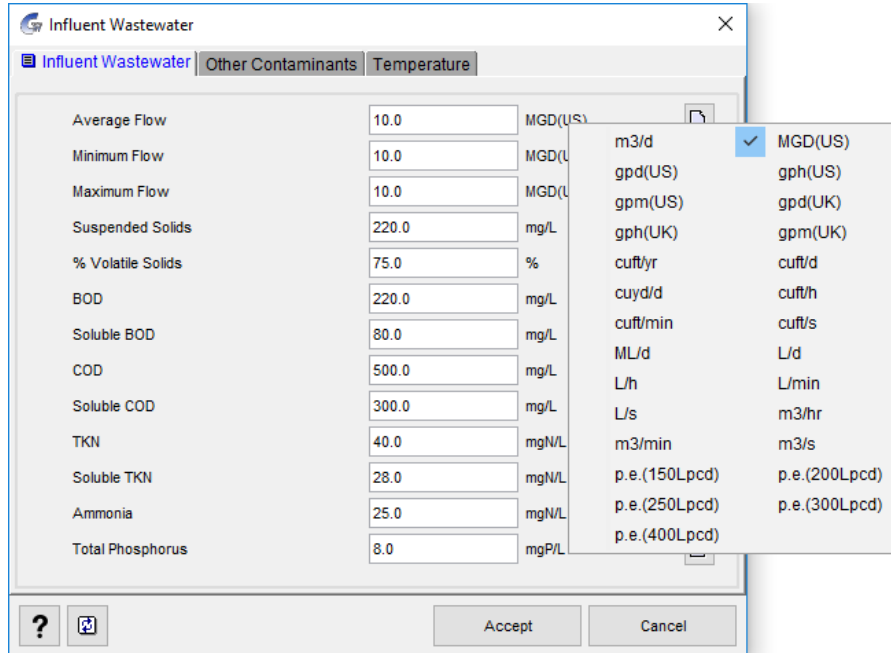 Influent Wastewater
Influent Wastewater Other Contaminants Temperature
Average Flow 10.0 MGD(US)
Minimum Flow 10.0 MGD(U
Maximum Flow 10.0 MGD(U
Suspended Solids 220.0 mg/L
% Volatile Solids 75.0 %
BOD 220.0 mg/L
Soluble BOD 80.0 mg/L
COD 500.0 mg/L
Soluble COD 300.0 mg/L
TKN 40.0 mgN/L
Soluble TKN 28.0 mgN/L
Ammonia 25.0 mgN/L
Total Phosphorus 8.0 mgP/L
m3/d MGD(US)
gpd(US) gph(US)
gpm(US) gpd(UK)
gph(UK) gpm(UK)
cuft/yr cuft/d
cuyd/d cuft/h
cuft/min cuft/s
ML/d L/d
L/h L/min
L/s m3/hr
m3/min m3/s
p.e.(150Lpcd) p.e.(200Lpcd)
p.e.(250Lpcd) p.e.(300Lpcd)
p.e.(400Lpcd)
? Accept Cancel